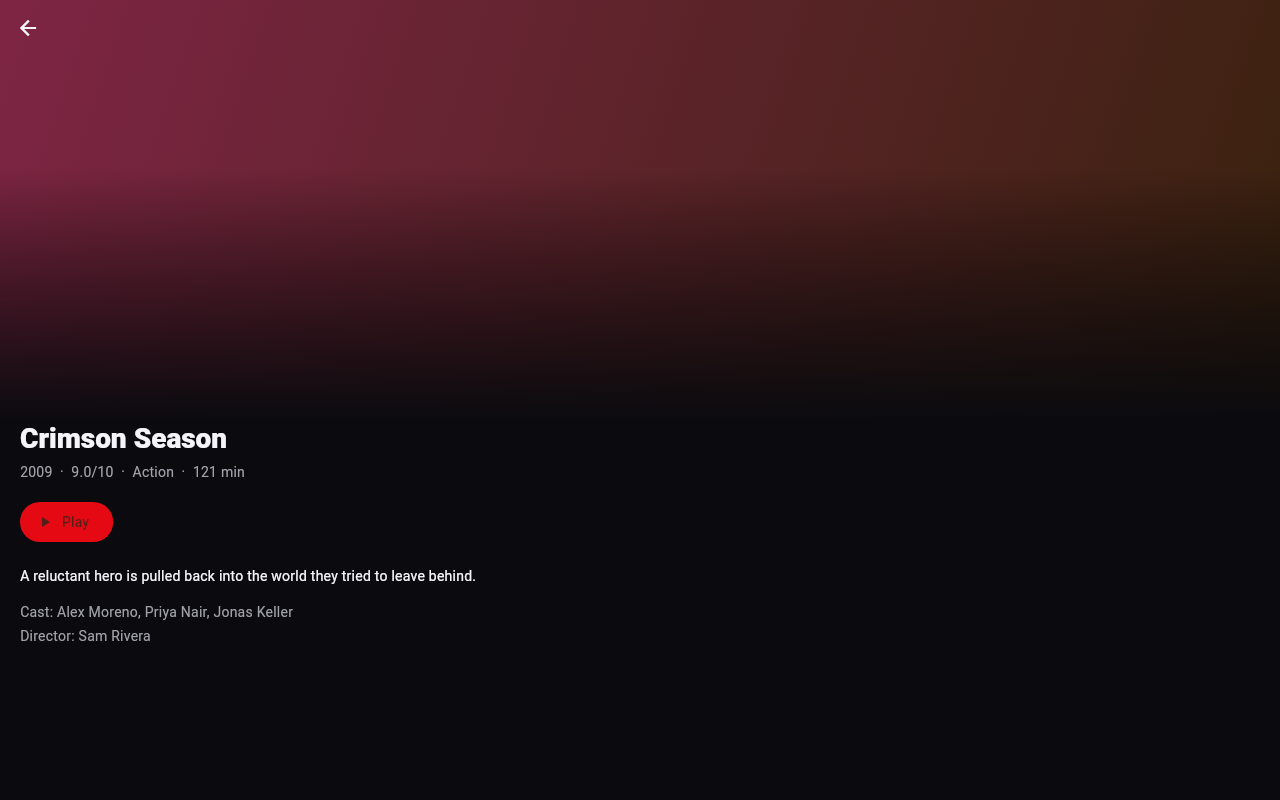 Crimson Season
2009 · 9.0/10 · Action · 121 min
Play
A reluctant hero is pulled back into the world they tried to leave behind.
Cast: Alex Moreno, Priya Nair, Jonas Keller
Director: Sam Rivera